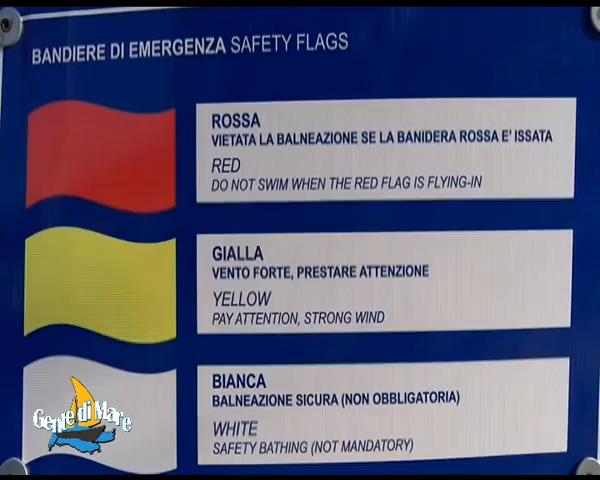 BANDIERE DI EMERGENZA SAFETY FLAGS
ROSSA
VIETATA LA BALNEAZIONE SE LA BANIDERA ROSSA E' ISSATA
RED
DO NOT SWIM WHEN THE RED FLAG IS FLYING-IN
GIALLA
VENTO FORTE, PRESTARE ATTENZIONE
YELLOW
PAY ATTENTION, STRONG WIND
BIANCA
BALNEAZIONE SICURA (NON OBBLIGATORIA)
WHITE
SAFETY BATHING (NOT MANDATORY)
Gente di Mare